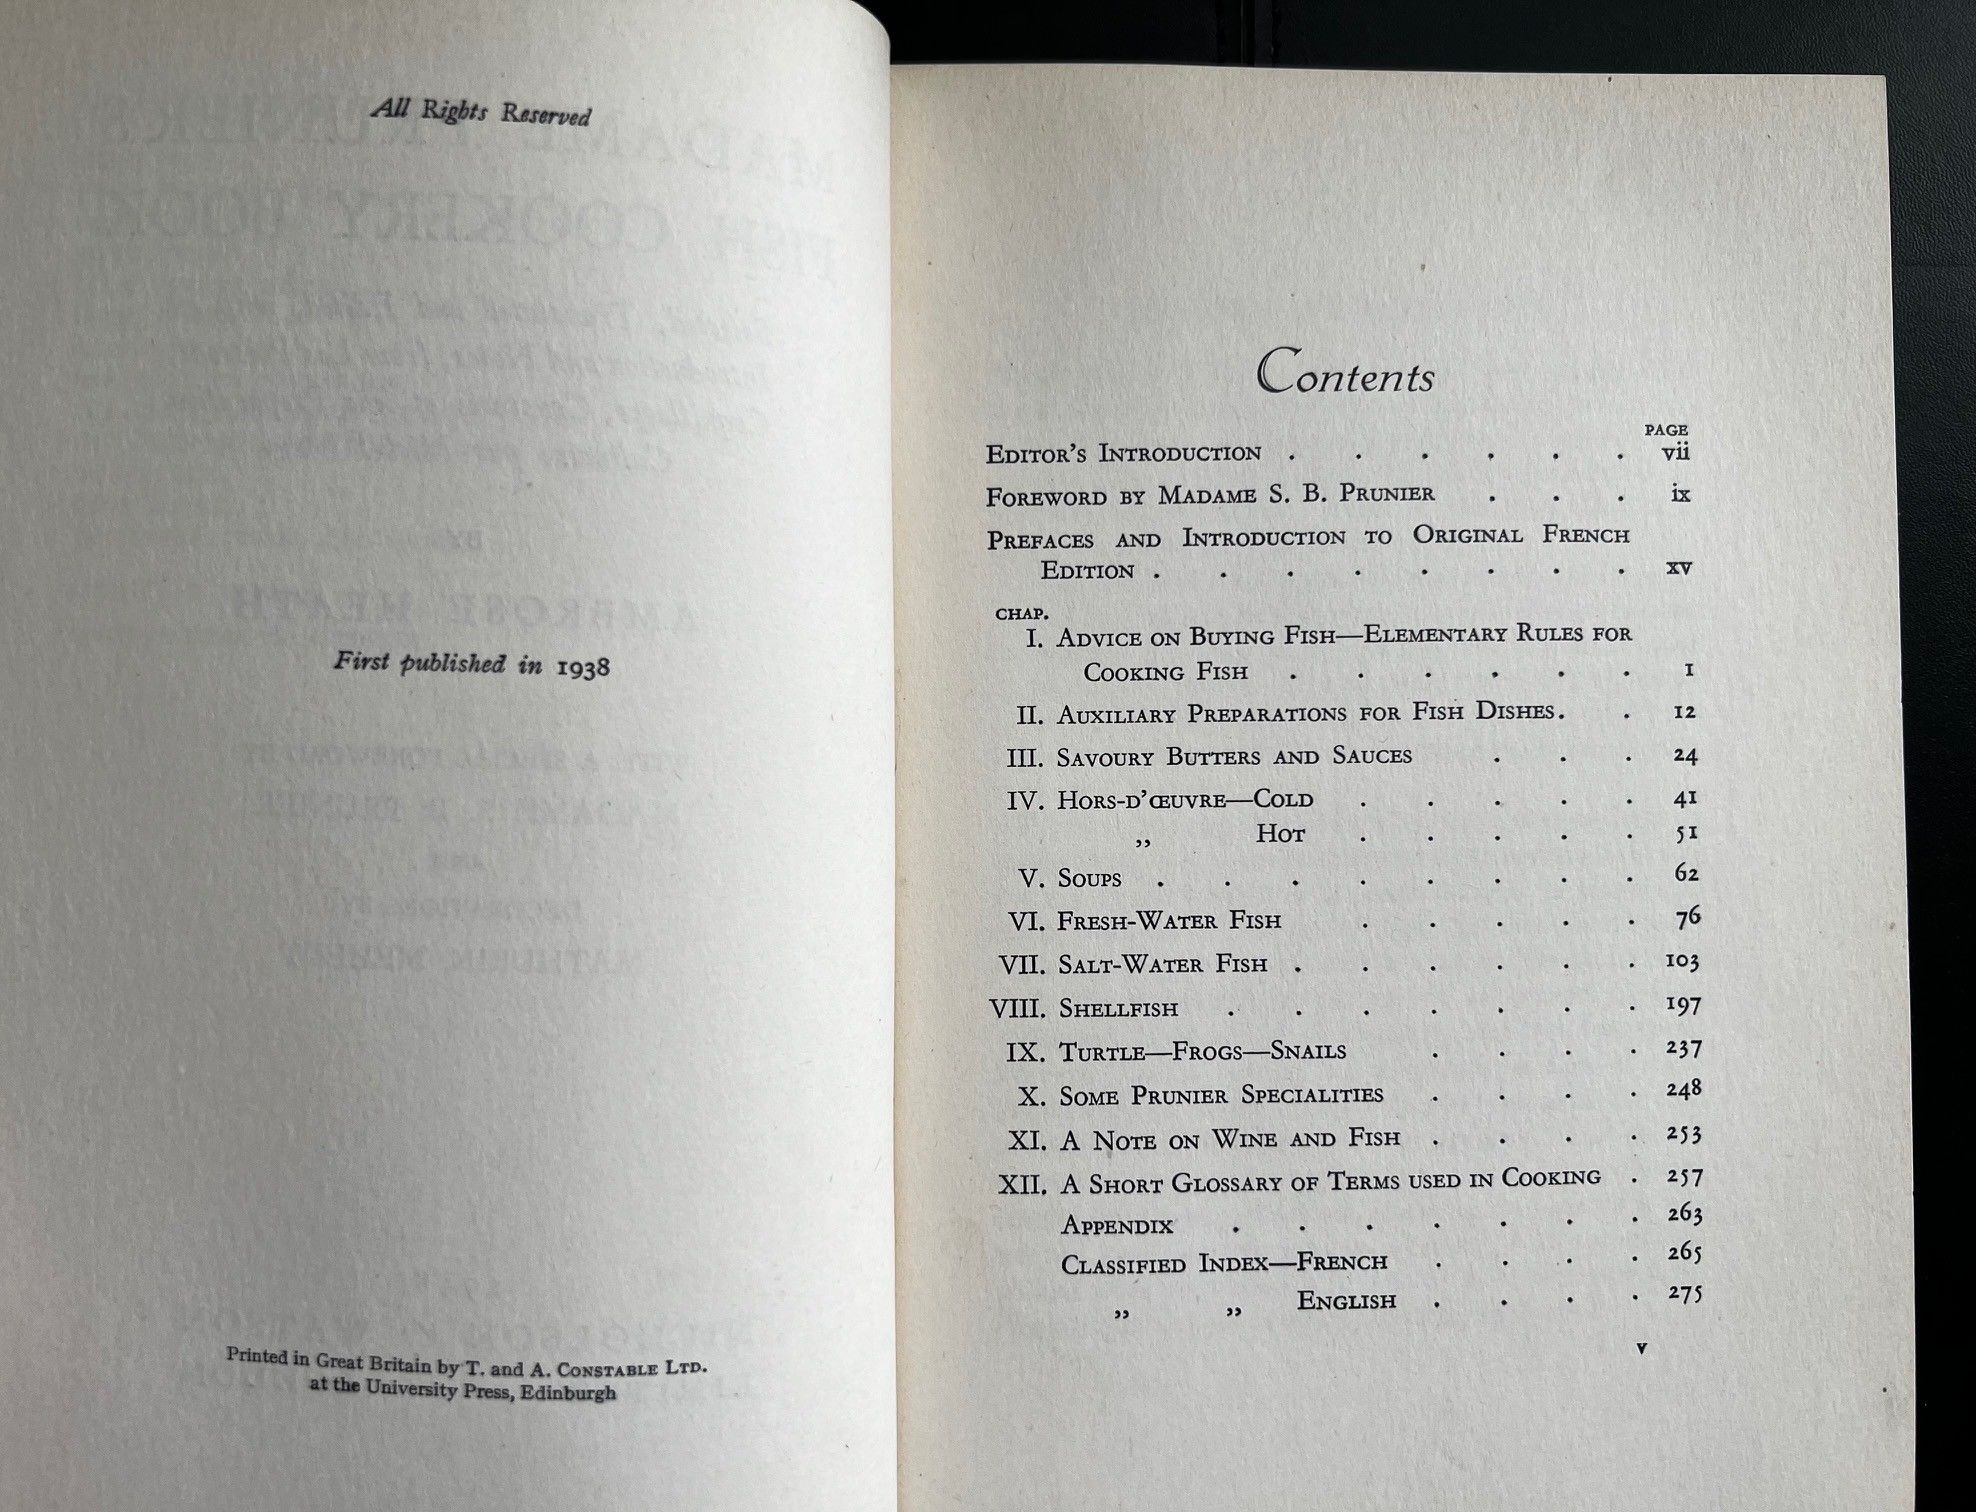 All Rights Reserved
First published in 1938
Printed in Great Britain by T. and A. Constable Ltd.
at the University Press, Edinburgh
Contents
PAGE
Editor's Introduction . . . . . . vii
Foreword by Madame S. B. Prunier . . . ix
Prefaces and Introduction to Original French
Edition . . . . . . . . xv
CHAP.
I. Advice on Buying Fish—Elementary Rules for
Cooking Fish . . . . . . 1
II. Auxiliary Preparations for Fish Dishes. . 12
III. Savoury Butters and Sauces . . . 24
IV. Hors-d'œuvre—Cold . . . . . 41
,, Hot . . . . . 51
V. Soups . . . . . . . . 62
VI. Fresh-Water Fish . . . . . 76
VII. Salt-Water Fish . . . . . . 103
VIII. Shellfish . . . . . . . 197
IX. Turtle—Frogs—Snails . . . . 237
X. Some Prunier Specialities . . . . 248
XI. A Note on Wine and Fish . . . . 253
XII. A Short Glossary of Terms used in Cooking . 257
Appendix . . . . . . . 263
Classified Index—French . . . . 265
,, ,, English . . . . 275
v